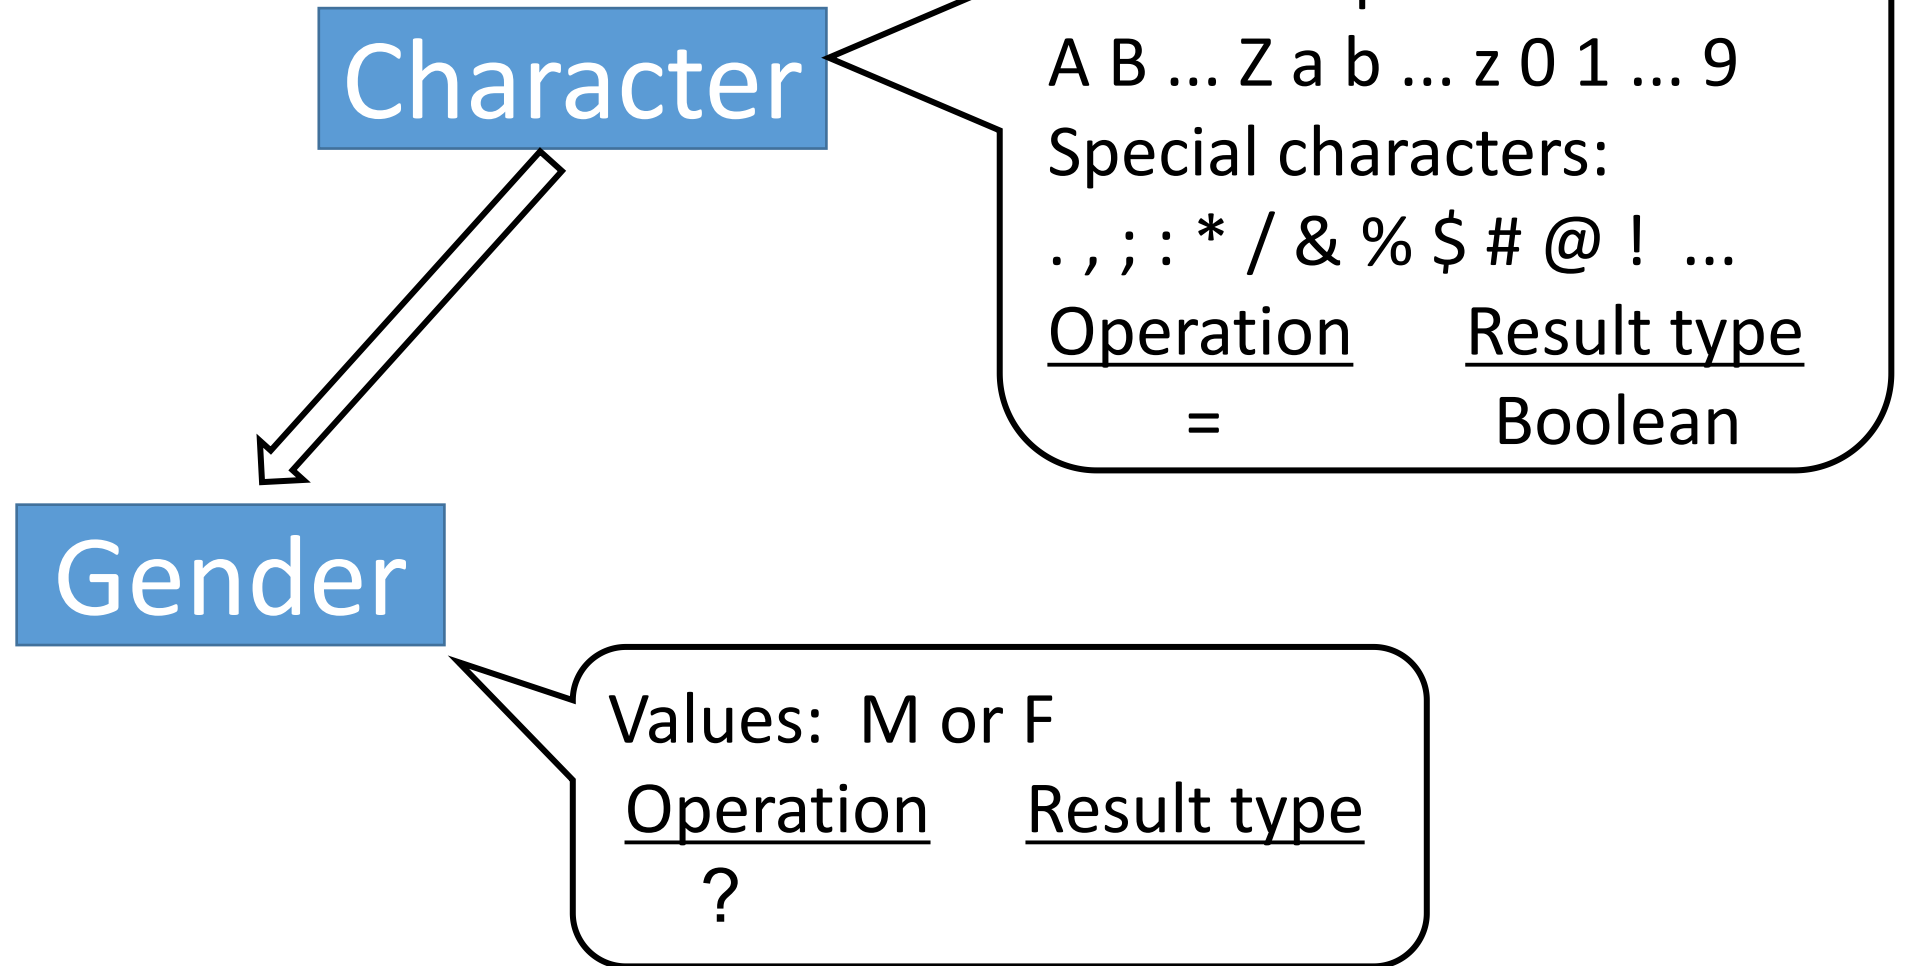 Character
A B ... Z a b ... z 0 1 ... 9
Special characters:
. , ; : * / & % $ # @ ! ...
Operation Result type
= Boolean
Gender
Values: M or F
Operation Result type
?